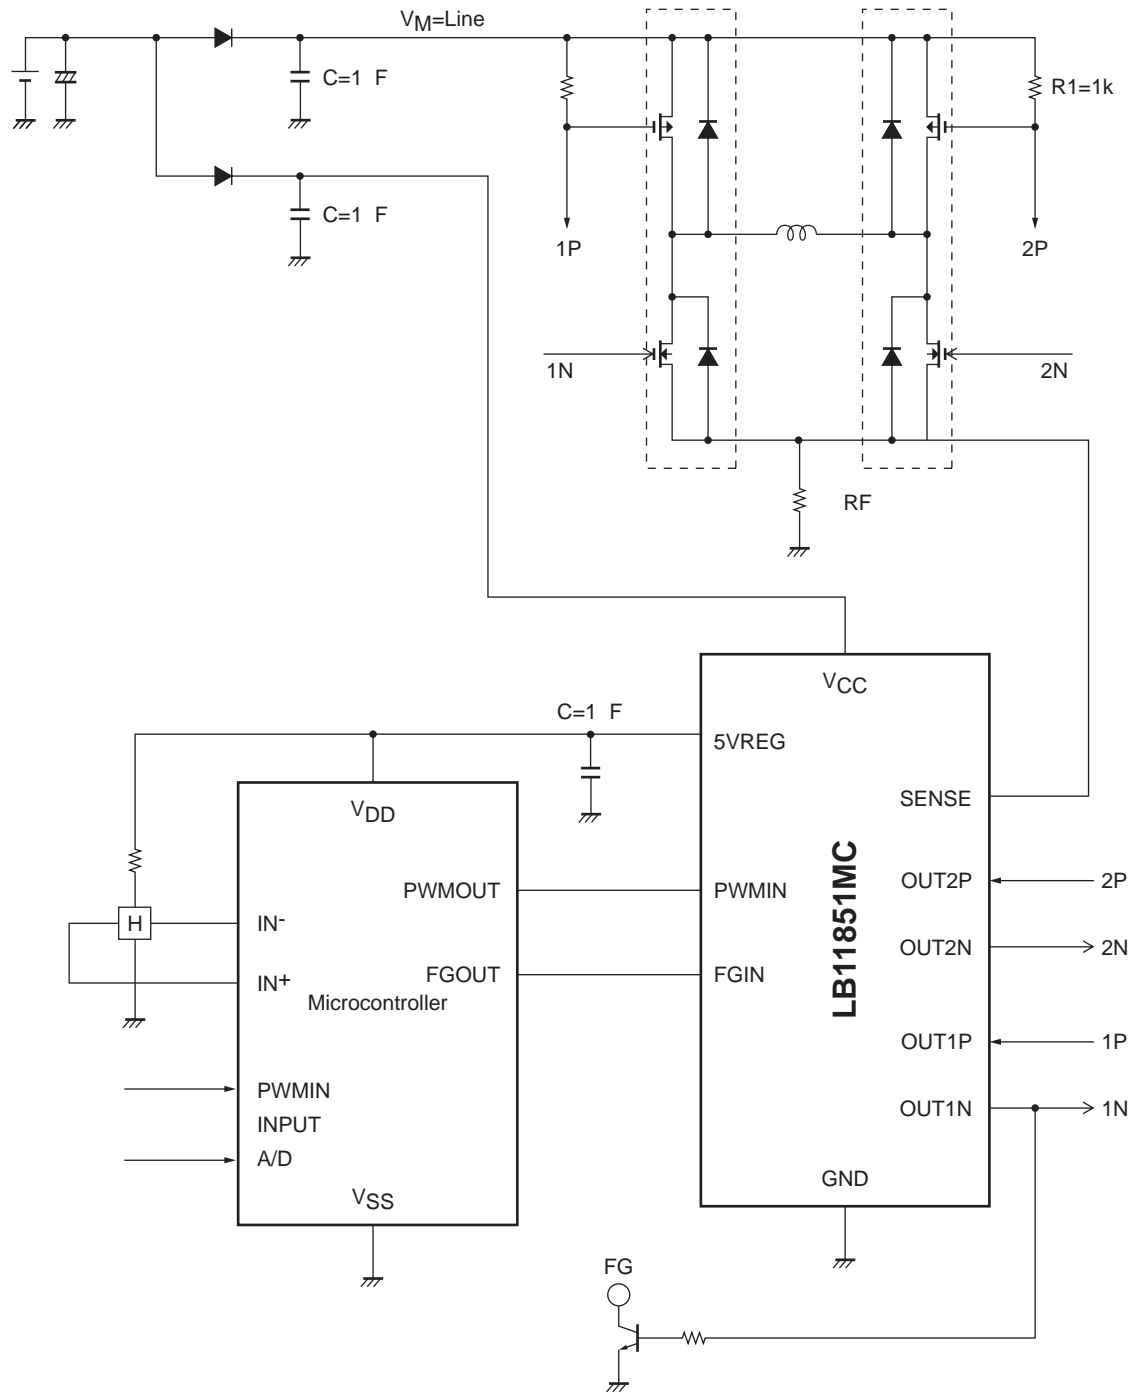 VM=Line
C=1 F
R1=1k
C=1 F
1P
2P
1N
2N
RF
VCC
C=1 F
5VREG
VDD
SENSE
LB11851MC
PWMOUT
PWMIN
OUT2P
2P
H
IN-
OUT2N
2N
IN+
FGOUT
FGIN
Microcontroller
OUT1P
1P
PWMIN
OUT1N
1N
INPUT
A/D
VSS
GND
FG